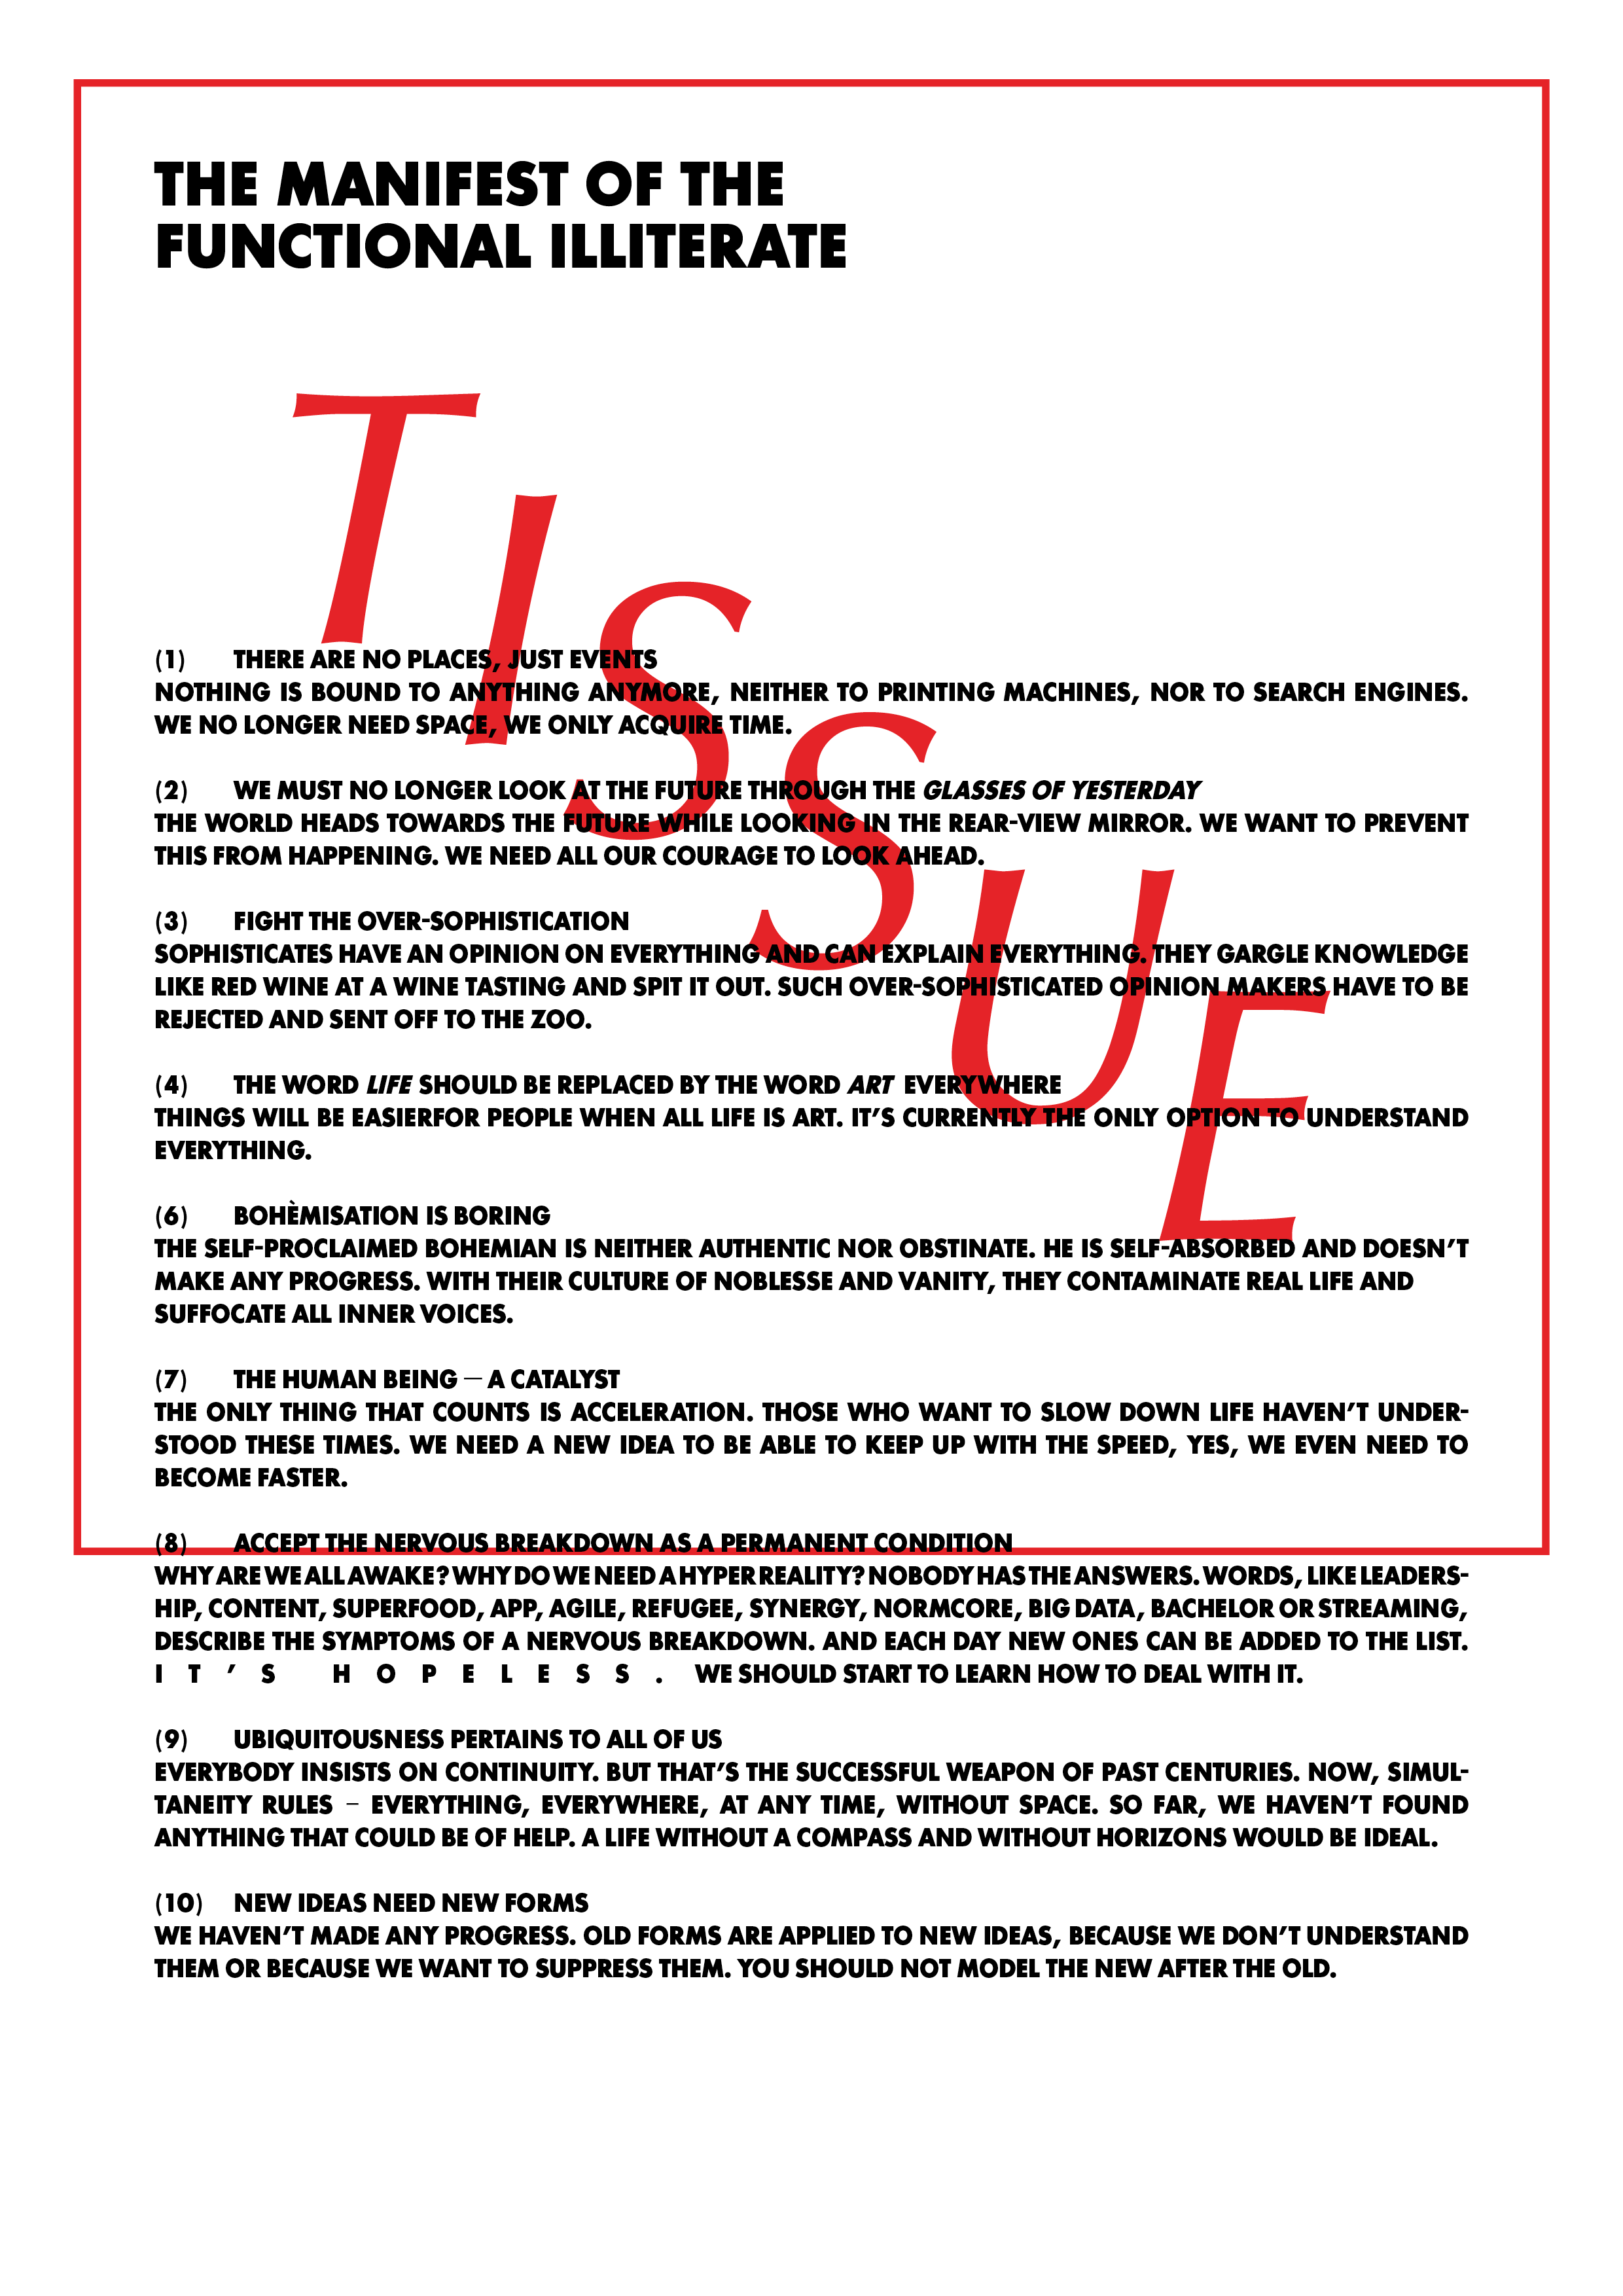 THE MANIFEST OF THE
FUNCTIONAL ILLITERATE
TISSUE
(1) THERE ARE NO PLACES, JUST EVENTS
NOTHING IS BOUND TO ANYTHING ANYMORE, NEITHER TO PRINTING MACHINES, NOR TO SEARCH ENGINES.
WE NO LONGER NEED SPACE, WE ONLY ACQUIRE TIME.
(2) WE MUST NO LONGER LOOK AT THE FUTURE THROUGH THE GLASSES OF YESTERDAY
THE WORLD HEADS TOWARDS THE FUTURE WHILE LOOKING IN THE REAR-VIEW MIRROR. WE WANT TO PREVENT
THIS FROM HAPPENING. WE NEED ALL OUR COURAGE TO LOOK AHEAD.
(3) FIGHT THE OVER-SOPHISTICATION
SOPHISTICATES HAVE AN OPINION ON EVERYTHING AND CAN EXPLAIN EVERYTHING. THEY GARGLE KNOWLEDGE
LIKE RED WINE AT A WINE TASTING AND SPIT IT OUT. SUCH OVER-SOPHISTICATED OPINION MAKERS HAVE TO BE
REJECTED AND SENT OFF TO THE ZOO.
(4) THE WORD LIFE SHOULD BE REPLACED BY THE WORD ART EVERYWHERE
THINGS WILL BE EASIERFOR PEOPLE WHEN ALL LIFE IS ART. IT’S CURRENTLY THE ONLY OPTION TO UNDERSTAND
EVERYTHING.
(6) BOHÈMISATION IS BORING
THE SELF-PROCLAIMED BOHEMIAN IS NEITHER AUTHENTIC NOR OBSTINATE. HE IS SELF-ABSORBED AND DOESN’T
MAKE ANY PROGRESS. WITH THEIR CULTURE OF NOBLESSE AND VANITY, THEY CONTAMINATE REAL LIFE AND
SUFFOCATE ALL INNER VOICES.
(7) THE HUMAN BEING — A CATALYST
THE ONLY THING THAT COUNTS IS ACCELERATION. THOSE WHO WANT TO SLOW DOWN LIFE HAVEN’T UNDER-
STOOD THESE TIMES. WE NEED A NEW IDEA TO BE ABLE TO KEEP UP WITH THE SPEED, YES, WE EVEN NEED TO
BECOME FASTER.
(8) ACCEPT THE NERVOUS BREAKDOWN AS A PERMANENT CONDITION
WHY ARE WE ALL AWAKE? WHY DO WE NEED A HYPER REALITY? NOBODY HAS THE ANSWERS. WORDS, LIKE LEADERS-
HIP, CONTENT, SUPERFOOD, APP, AGILE, REFUGEE, SYNERGY, NORMCORE, BIG DATA, BACHELOR OR STREAMING,
DESCRIBE THE SYMPTOMS OF A NERVOUS BREAKDOWN. AND EACH DAY NEW ONES CAN BE ADDED TO THE LIST.
I T ’ S  H O P E L E S S . WE SHOULD START TO LEARN HOW TO DEAL WITH IT.
(9) UBIQUITOUSNESS PERTAINS TO ALL OF US
EVERYBODY INSISTS ON CONTINUITY. BUT THAT’S THE SUCCESSFUL WEAPON OF PAST CENTURIES. NOW, SIMUL-
TANEITY RULES – EVERYTHING, EVERYWHERE, AT ANY TIME, WITHOUT SPACE. SO FAR, WE HAVEN’T FOUND
ANYTHING THAT COULD BE OF HELP. A LIFE WITHOUT A COMPASS AND WITHOUT HORIZONS WOULD BE IDEAL.
(10) NEW IDEAS NEED NEW FORMS
WE HAVEN’T MADE ANY PROGRESS. OLD FORMS ARE APPLIED TO NEW IDEAS, BECAUSE WE DON’T UNDERSTAND
THEM OR BECAUSE WE WANT TO SUPPRESS THEM. YOU SHOULD NOT MODEL THE NEW AFTER THE OLD.